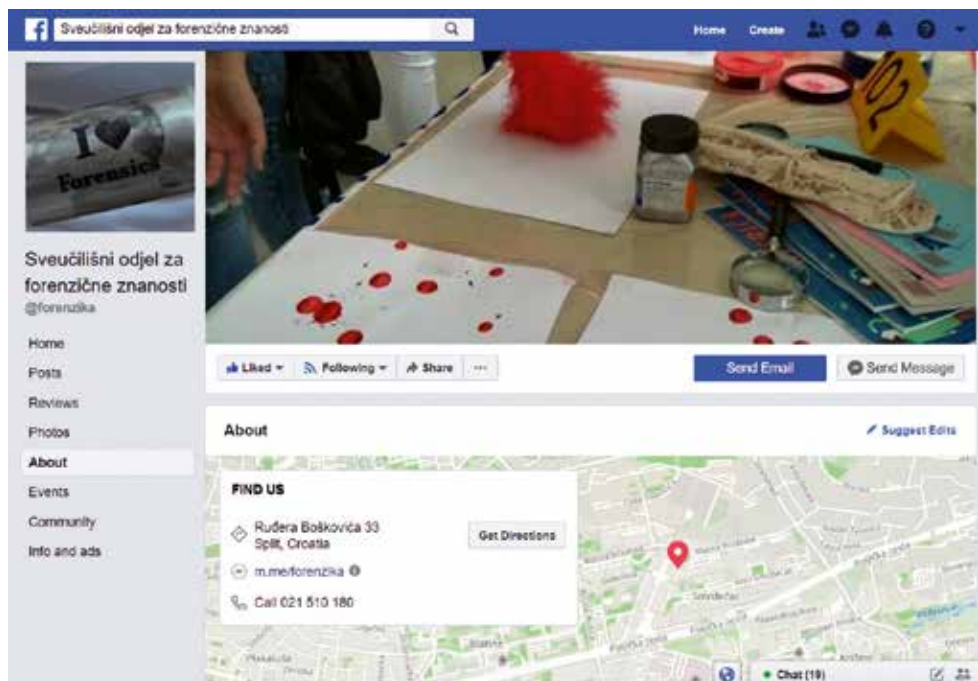 Sveučilišni odjel za forenzične znanosti
Home Create
I
Forensics
102
Sveučilišni odjel za
forenzične znanosti
@forenzika
Home
Posts
Reviews
Photos
About
Events
Community
Info and ads
Liked Following Share ...
Send Email Send Message
About
Suggest Edits
FIND US
Ruđera Boškovića 33
Split, Croatia
Get Directions
m.me/forenzika
Call 021 510 180
Chat (19)